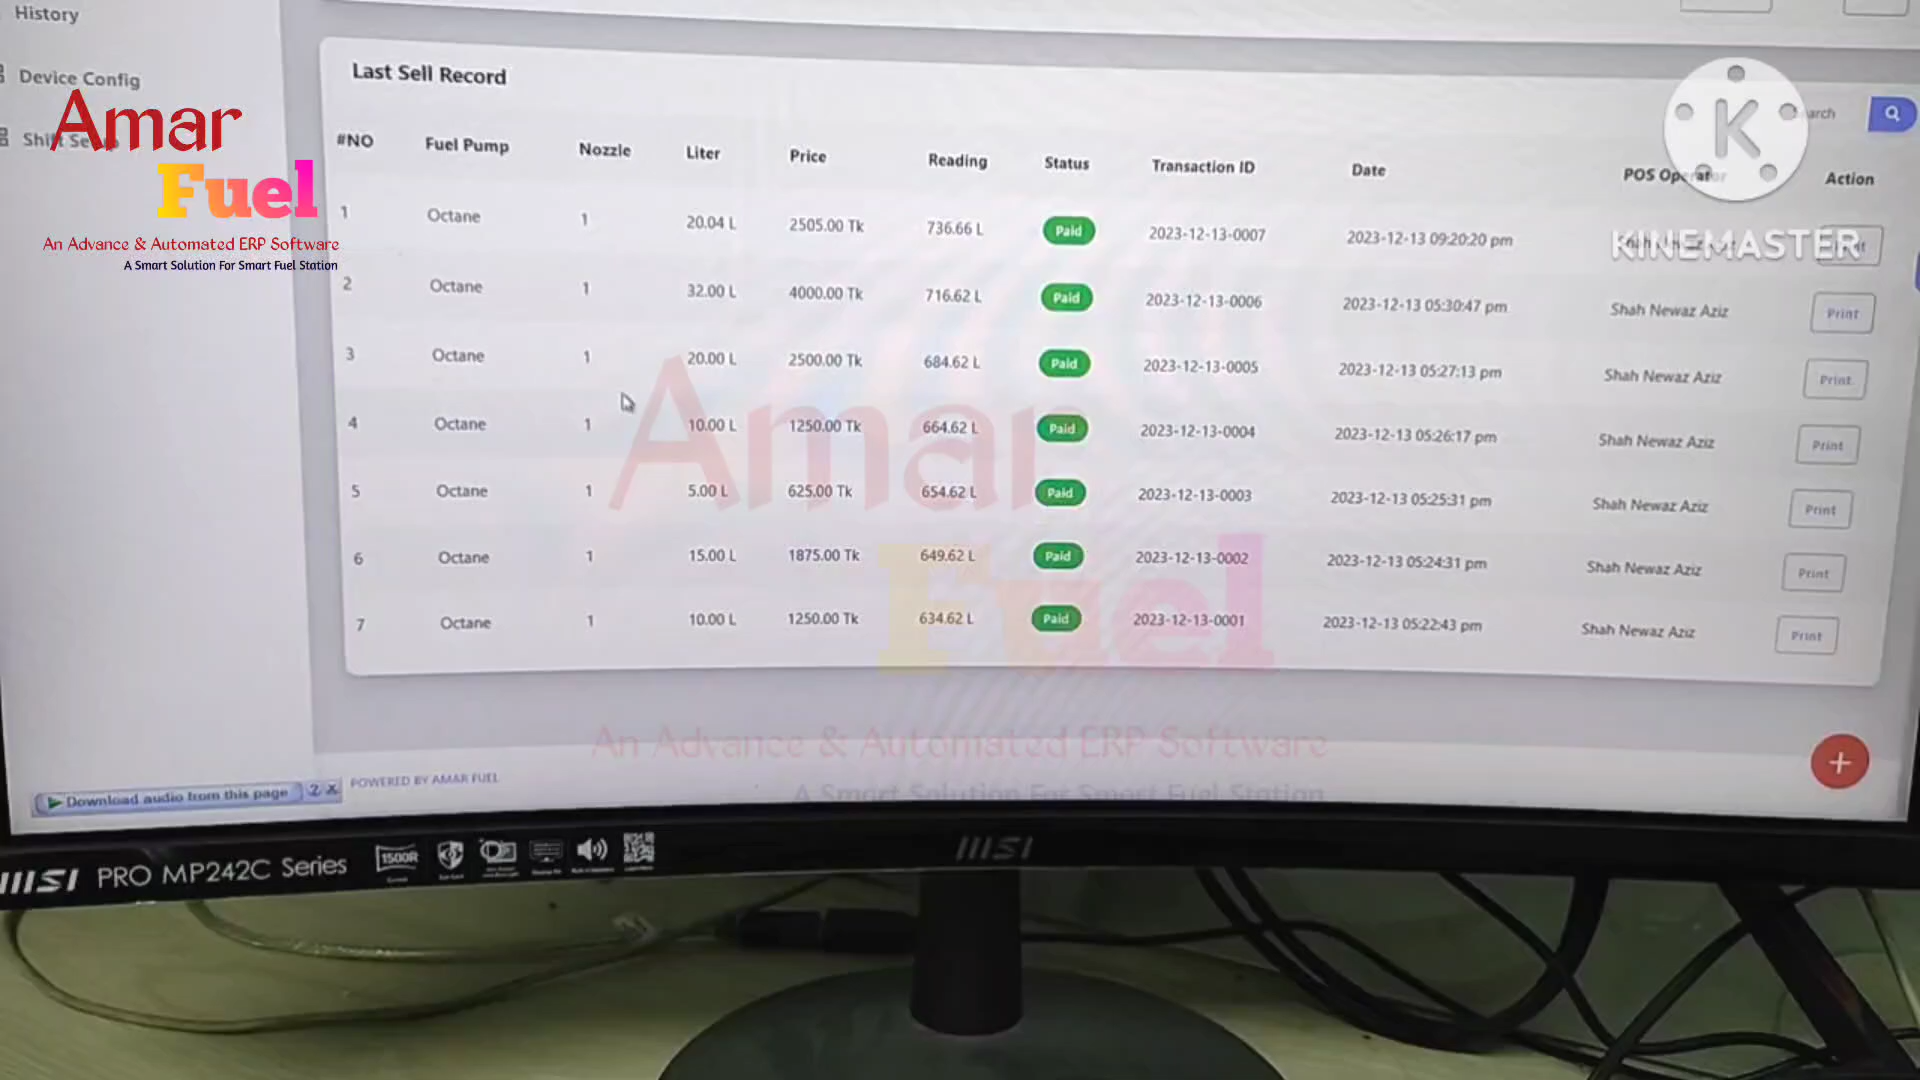 History
Device Config
Amar
Fuel
An Advance & Automated ERP Software
A Smart Solution For Smart Fuel Station
Last Sell Record
KINEMASTER
#NO Fuel Pump Nozzle Liter Price Reading Status Transaction ID Date POS Operator Action
1 Octane 1 20.04 L 2505.00 Tk 736.66 L Paid 2023-12-13-0007 2023-12-13 09:20:20 pm
2 Octane 1 32.00 L 4000.00 Tk 716.62 L Paid 2023-12-13-0006 2023-12-13 05:30:47 pm Shah Newaz Aziz Print
3 Octane 1 20.00 L 2500.00 Tk 684.62 L Paid 2023-12-13-0005 2023-12-13 05:27:13 pm Shah Newaz Aziz Print
4 Octane 1 10.00 L 1250.00 Tk 664.62 L Paid 2023-12-13-0004 2023-12-13 05:26:17 pm Shah Newaz Aziz Print
5 Octane 1 5.00 L 625.00 Tk 654.62 L Paid 2023-12-13-0003 2023-12-13 05:25:31 pm Shah Newaz Aziz Print
6 Octane 1 15.00 L 1875.00 Tk 649.62 L Paid 2023-12-13-0002 2023-12-13 05:24:31 pm Shah Newaz Aziz Print
7 Octane 1 10.00 L 1250.00 Tk 634.62 L Paid 2023-12-13-0001 2023-12-13 05:22:43 pm Shah Newaz Aziz Print
Amar
Fuel
An Advance & Automated ERP Software
A Smart Solution For Smart Fuel Station
Download audio from this page ? X
POWERED BY AMAR FUEL
msi PRO MP242C Series 1500R
msi